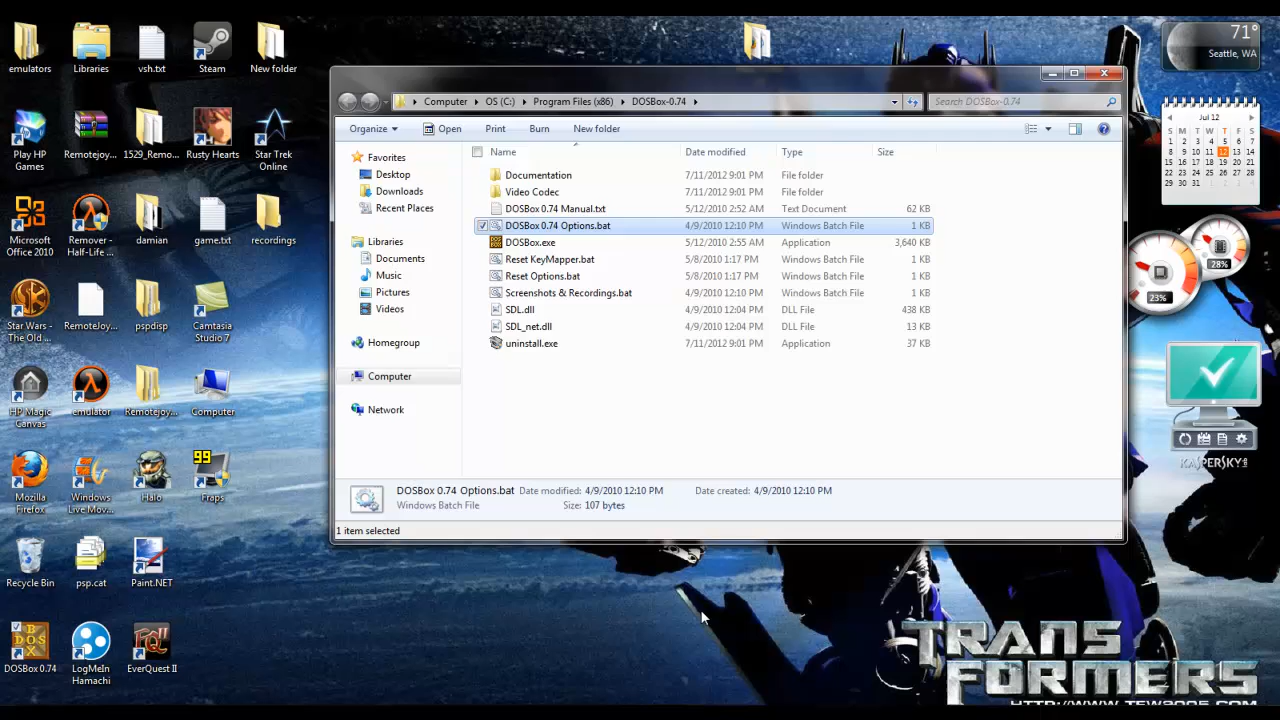 emulators
Libraries
vsh.txt
Steam
New folder
Play HP
Games
Remotejoy...
1529_Remo...
Rusty Hearts
Star Trek
Online
Microsoft
Office 2010
Remover -
Half-Life ...
damian
game.txt
recordings
Star Wars -
The Old ...
RemoteJoy...
pspdisp
Camtasia
Studio 7
HP Magic
Canvas
emulator
Remotejoy...
Computer
Mozilla
Firefox
Windows
Live Mov...
Halo
99
Fraps
Recycle Bin
psp.cat
Paint.NET
DOSBox 0.74
LogMeIn
Hamachi
EverQuest II
Computer
OS (C:)
Program Files (x86)
DOSBox-0.74
Search DOSBox-0.74
Organize
Open
Print
Burn
New folder
Favorites
Desktop
Downloads
Recent Places
Libraries
Documents
Music
Pictures
Videos
Homegroup
Computer
Network
Name Date modified Type Size
Documentation 7/11/2012 9:01 PM File folder
Video Codec 7/11/2012 9:01 PM File folder
DOSBox 0.74 Manual.txt 5/12/2010 2:52 AM Text Document 62 KB
DOSBox 0.74 Options.bat 4/9/2010 12:10 PM Windows Batch File 1 KB
DOSBox.exe 5/12/2010 2:55 AM Application 3,640 KB
Reset KeyMapper.bat 5/8/2010 1:17 PM Windows Batch File 1 KB
Reset Options.bat 5/8/2010 1:17 PM Windows Batch File 1 KB
Screenshots & Recordings.bat 4/9/2010 12:10 PM Windows Batch File 1 KB
SDL.dll 4/9/2010 12:04 PM DLL File 438 KB
SDL_net.dll 4/9/2010 12:04 PM DLL File 13 KB
uninstall.exe 7/11/2012 9:01 PM Application 37 KB
DOSBox 0.74 Options.bat Date modified: 4/9/2010 12:10 PM Date created: 4/9/2010 12:10 PM
Windows Batch File Size: 107 bytes
1 item selected
71°
Seattle, WA
Jul 12
S M T W T F S
1 2 3 4 5 6 7
8 9 10 11 12 13 14
15 16 17 18 19 20 21
22 23 24 25 26 27 28
29 30 31
28%
23%
KASPERSKY
TRANS
FORMERS